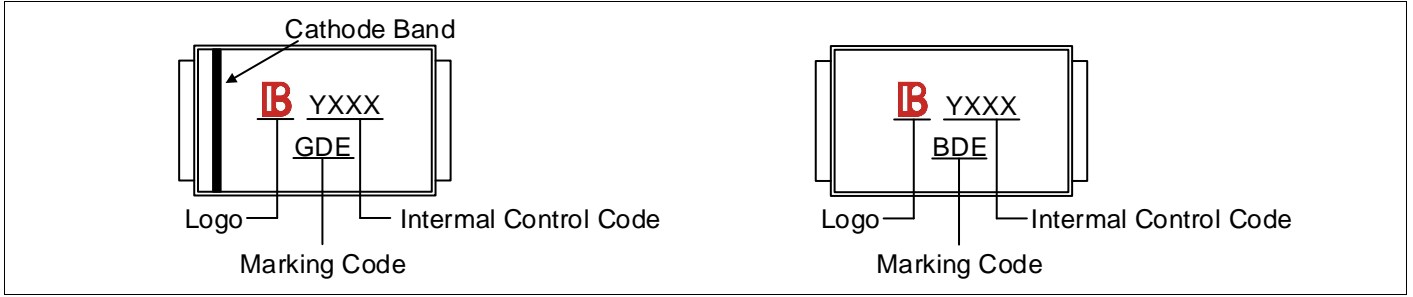 Cathode Band
B YXXX
GDE
Logo
Intermal Control Code
Marking Code
B YXXX
BDE
Logo
Intermal Control Code
Marking Code